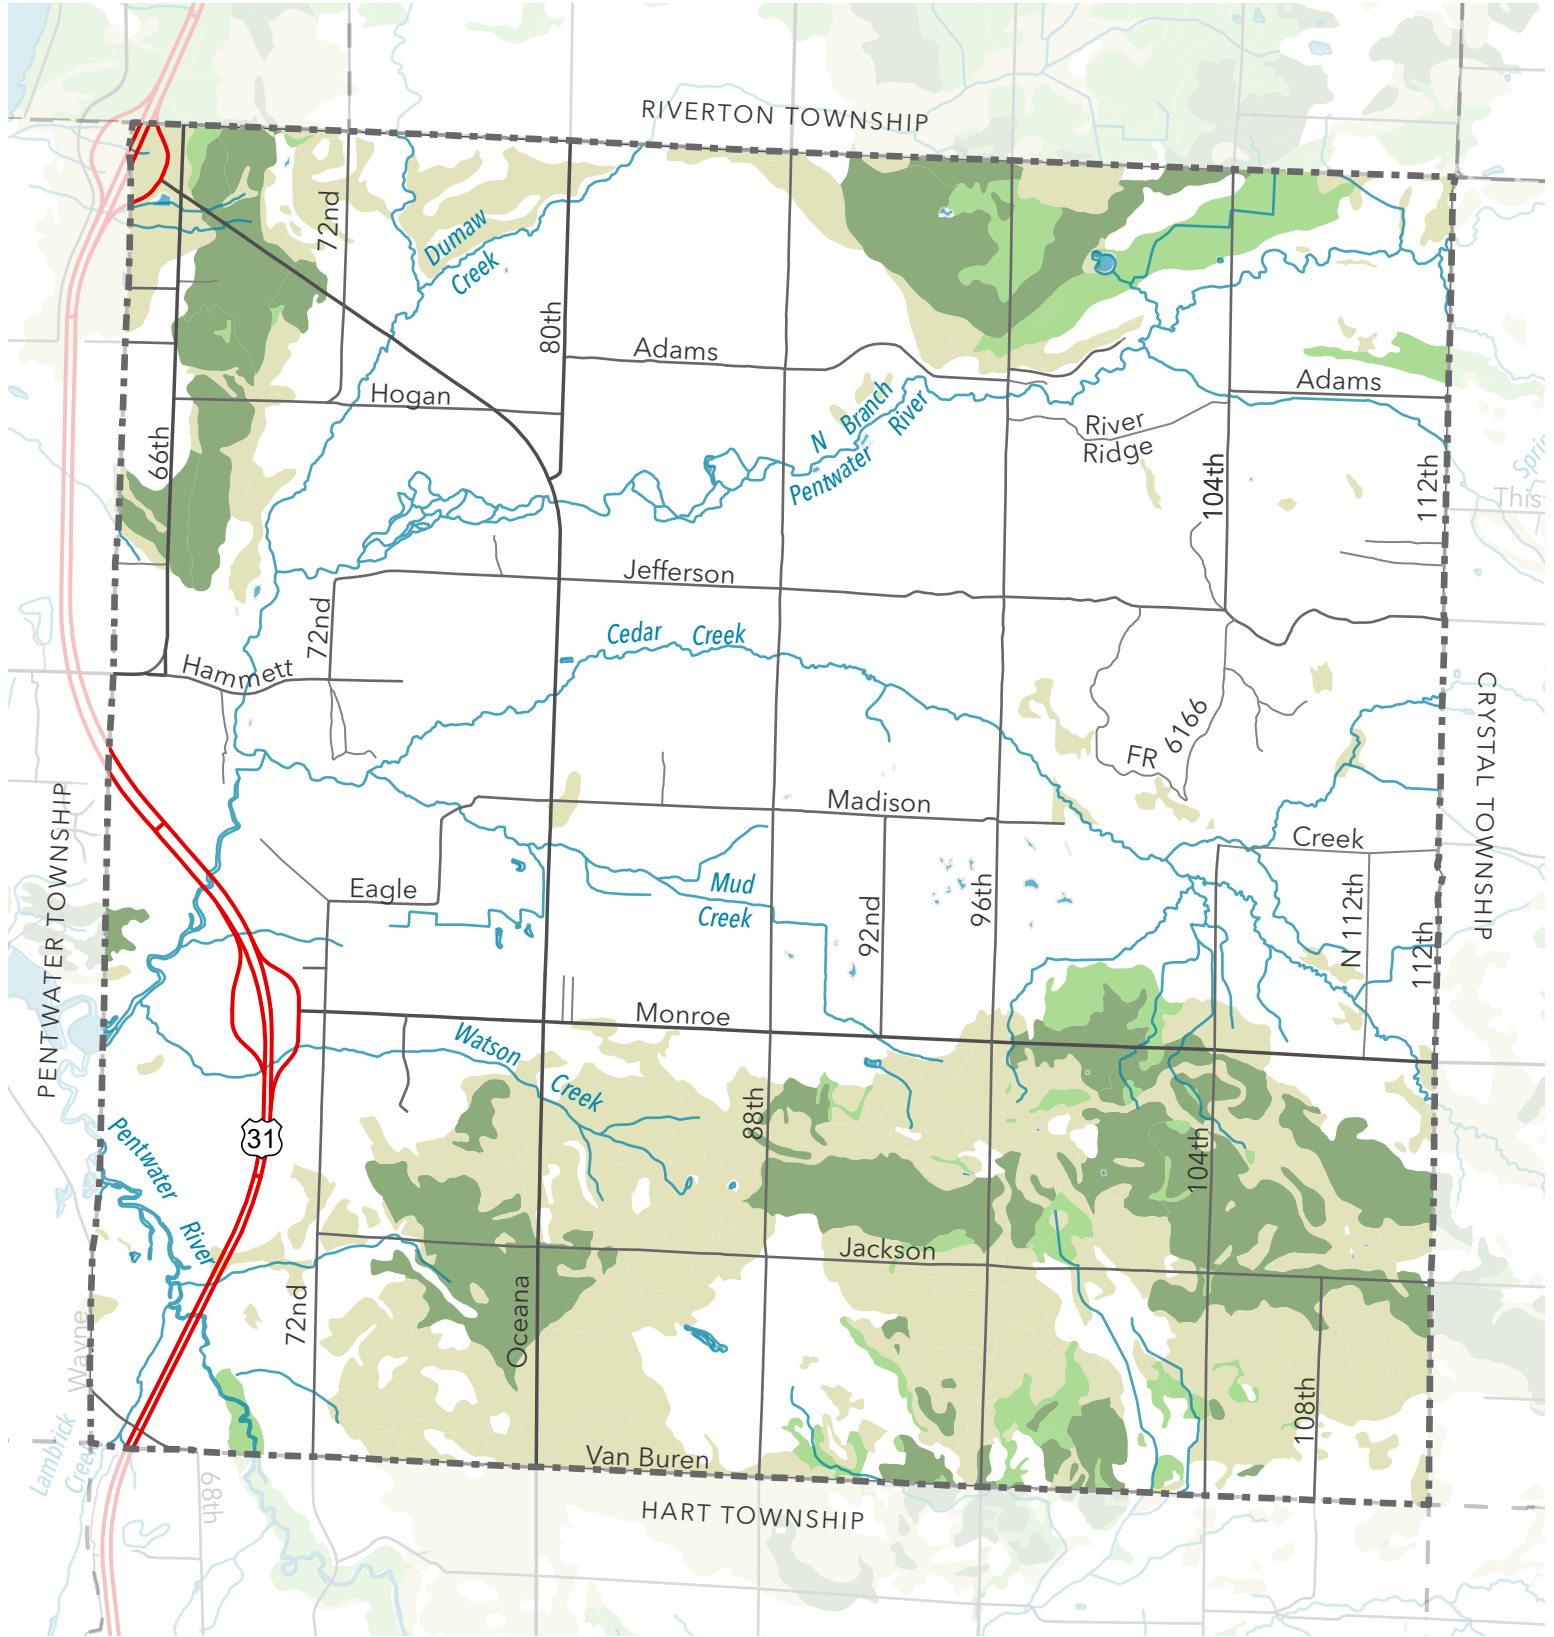 RIVERTON TOWNSHIP
72nd
Dumaw
Creek
80th
Adams
Hogan
N Branch
River
Pentwater
Adams
River
Ridge
66th
104th
112th
Jefferson
72nd
Cedar Creek
Hammett
FR 6166
CRYSTAL TOWNSHIP
PENTWATER TOWNSHIP
Madison
Creek
Eagle
Mud
Creek
92nd
96th
N 112th
112th
Monroe
Watson
Creek
88th
31
Pentwater
River
104th
Jackson
72nd
Oceana
Wayne
108th
Lambrick
Creek
Van Buren
68th
HART TOWNSHIP